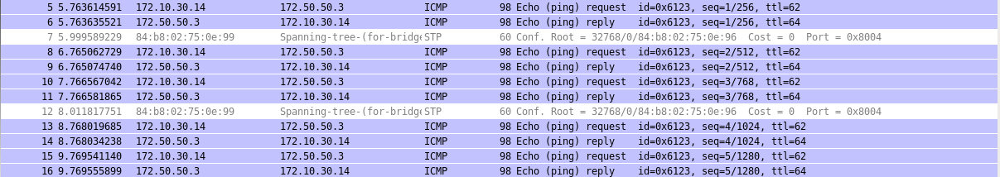 5 5.763614591 172.10.30.14 172.50.50.3 ICMP 98 Echo (ping) request id=0x6123, seq=1/256, ttl=62
6 5.763635521 172.50.50.3 172.10.30.14 ICMP 98 Echo (ping) reply id=0x6123, seq=1/256, ttl=64
7 5.999589229 84:b8:02:75:0e:99 Spanning-tree-(for-bridge STP 60 Conf. Root = 32768/0/84:b8:02:75:0e:96 Cost = 0 Port = 0x8004
8 6.765062729 172.10.30.14 172.50.50.3 ICMP 98 Echo (ping) request id=0x6123, seq=2/512, ttl=62
9 6.765074740 172.50.50.3 172.10.30.14 ICMP 98 Echo (ping) reply id=0x6123, seq=2/512, ttl=64
10 7.766567042 172.10.30.14 172.50.50.3 ICMP 98 Echo (ping) request id=0x6123, seq=3/768, ttl=62
11 7.766581865 172.50.50.3 172.10.30.14 ICMP 98 Echo (ping) reply id=0x6123, seq=3/768, ttl=64
12 8.011817751 84:b8:02:75:0e:99 Spanning-tree-(for-bridge STP 60 Conf. Root = 32768/0/84:b8:02:75:0e:96 Cost = 0 Port = 0x8004
13 8.768019685 172.10.30.14 172.50.50.3 ICMP 98 Echo (ping) request id=0x6123, seq=4/1024, ttl=62
14 8.768034238 172.50.50.3 172.10.30.14 ICMP 98 Echo (ping) reply id=0x6123, seq=4/1024, ttl=64
15 9.769541140 172.10.30.14 172.50.50.3 ICMP 98 Echo (ping) request id=0x6123, seq=5/1280, ttl=62
16 9.769555899 172.50.50.3 172.10.30.14 ICMP 98 Echo (ping) reply id=0x6123, seq=5/1280, ttl=64